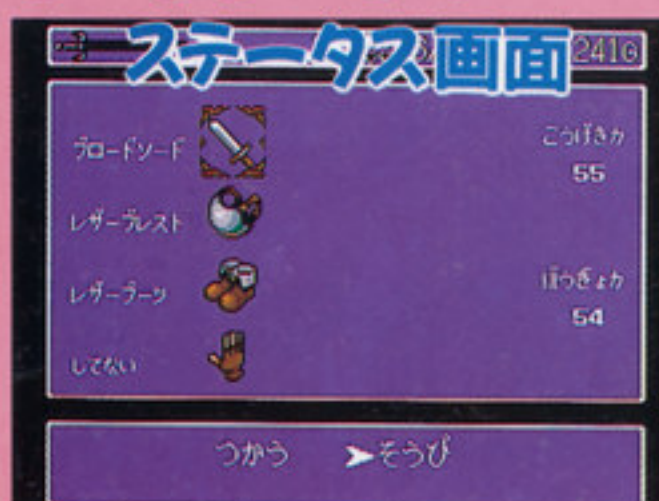 ステータス画面
241G
ブロードソード
こうげき力
55
レザーブレスト
レザーブーツ
ぼうぎょ力
54
してない
つかう ➤そうび